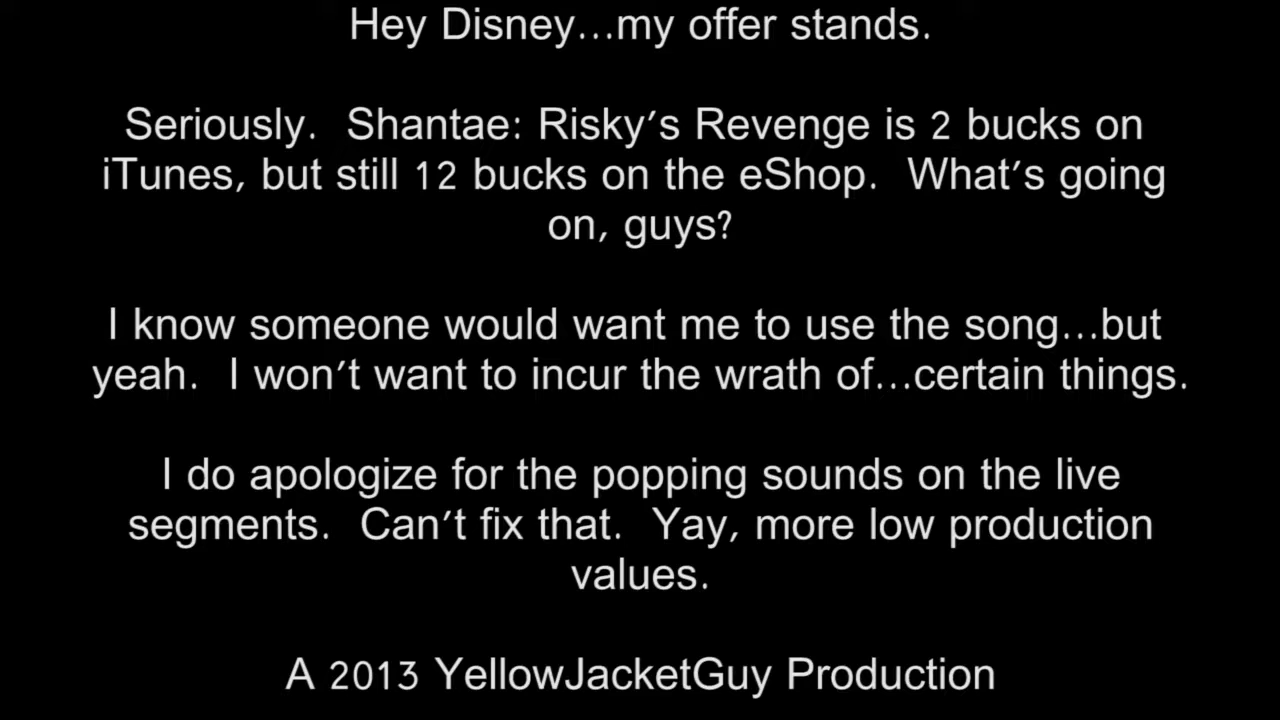 Hey Disney...my offer stands.
Seriously.  Shantae: Risky's Revenge is 2 bucks on
iTunes, but still 12 bucks on the eShop.  What's going
on, guys?
I know someone would want me to use the song...but
yeah.  I won't want to incur the wrath of...certain things.
I do apologize for the popping sounds on the live
segments.  Can't fix that.  Yay, more low production
values.
A 2013 YellowJacketGuy Production